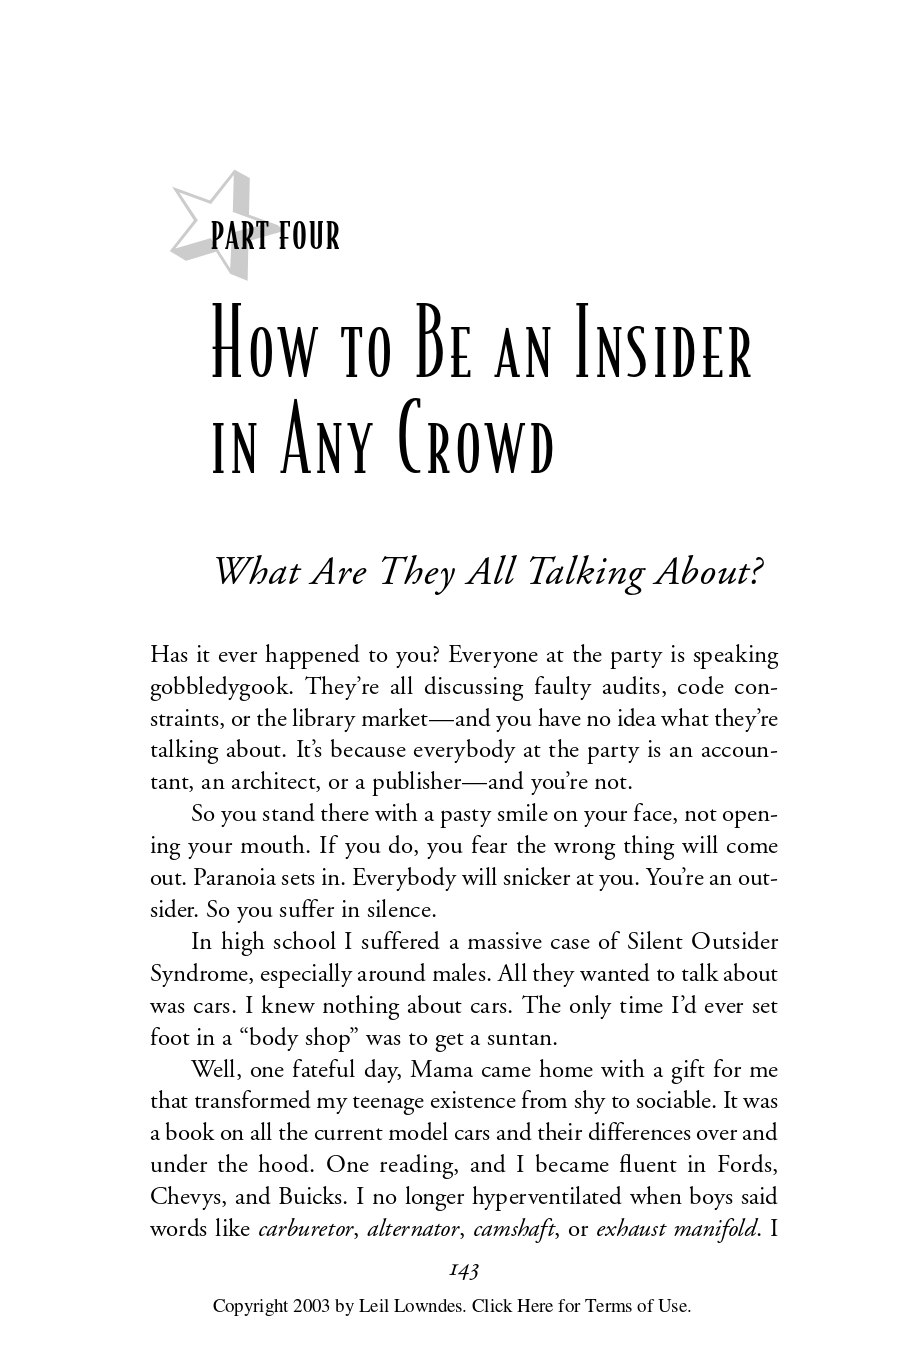 PART FOUR
How to Be an Insider
in Any Crowd
What Are They All Talking About?
Has it ever happened to you? Everyone at the party is speaking
gobbledygook. They’re all discussing faulty audits, code con-
straints, or the library market—and you have no idea what they’re
talking about. It’s because everybody at the party is an accoun-
tant, an architect, or a publisher—and you’re not.
So you stand there with a pasty smile on your face, not open-
ing your mouth. If you do, you fear the wrong thing will come
out. Paranoia sets in. Everybody will snicker at you. You’re an out-
sider. So you suffer in silence.
In high school I suffered a massive case of Silent Outsider
Syndrome, especially around males. All they wanted to talk about
was cars. I knew nothing about cars. The only time I’d ever set
foot in a “body shop” was to get a suntan.
Well, one fateful day, Mama came home with a gift for me
that transformed my teenage existence from shy to sociable. It was
a book on all the current model cars and their differences over and
under the hood. One reading, and I became fluent in Fords,
Chevys, and Buicks. I no longer hyperventilated when boys said
words like carburetor, alternator, camshaft, or exhaust manifold. I
143
Copyright 2003 by Leil Lowndes. Click Here for Terms of Use.